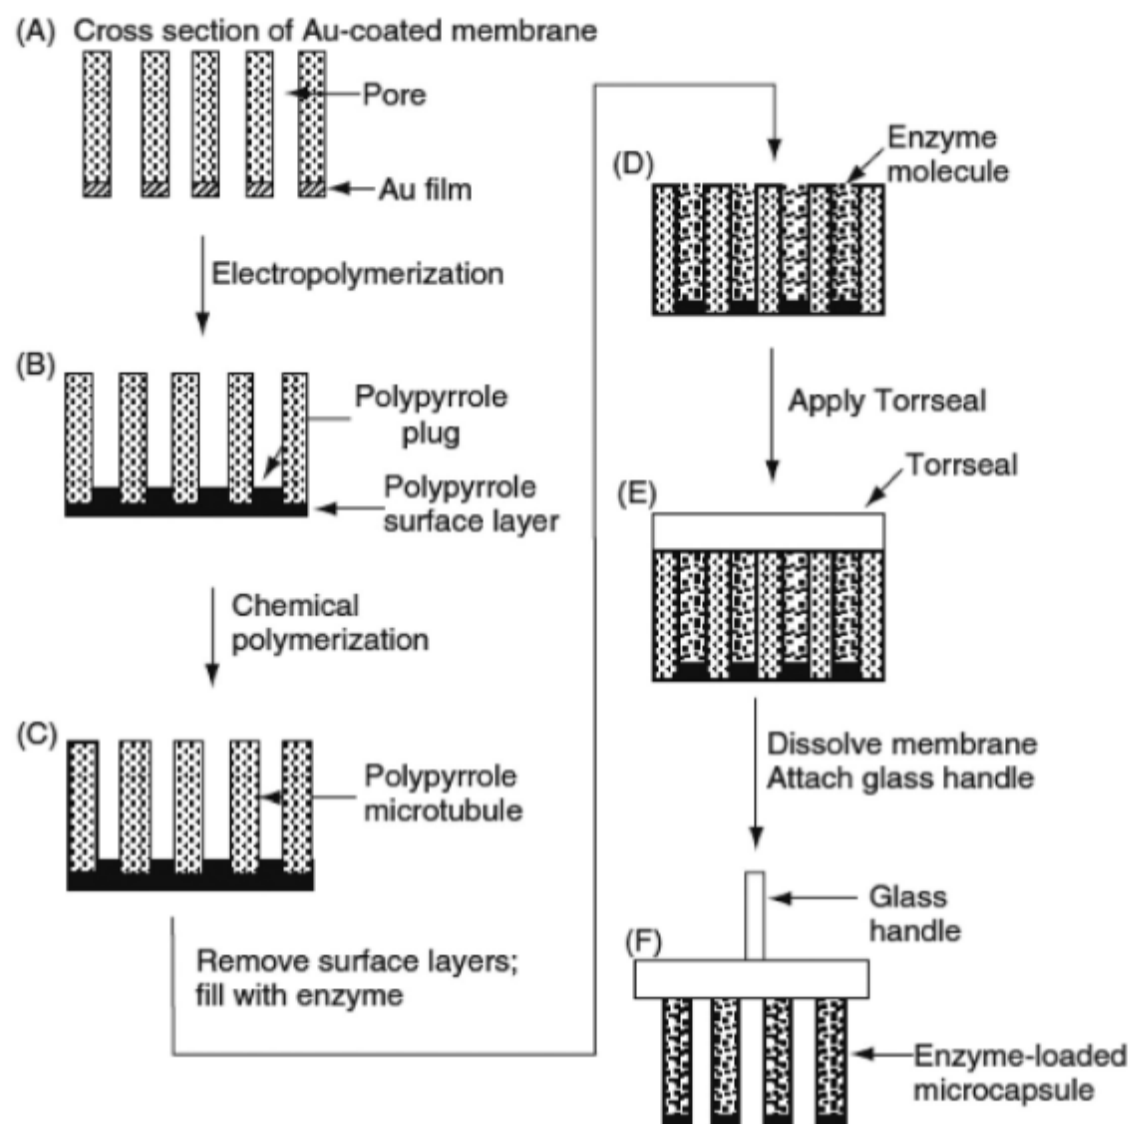 (A) Cross section of Au-coated membrane
Pore
Au film
Electropolymerization
(B)
Polypyrrole
plug
Polypyrrole
surface layer
Chemical
polymerization
(C)
Polypyrrole
microtubule
Remove surface layers;
fill with enzyme
(D)
Enzyme
molecule
Apply Torrseal
(E)
Torrseal
Dissolve membrane
Attach glass handle
(F)
Glass
handle
Enzyme-loaded
microcapsule